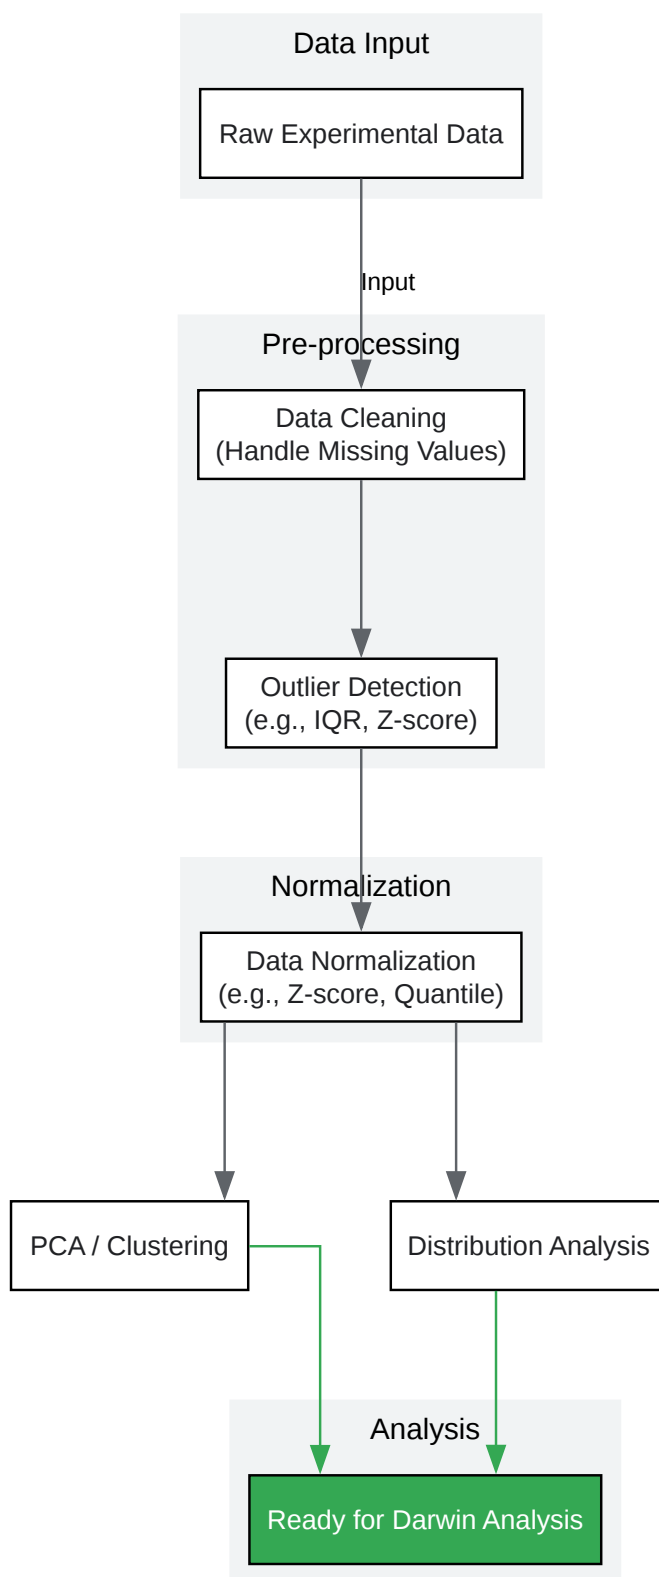 Data Input
Raw Experimental Data
Input
Pre-processing
Data Cleaning
(Handle Missing Values)
Outlier Detection
(e.g., IQR, Z-score)
Normalization
Data Normalization
(e.g., Z-score, Quantile)
PCA / Clustering
Distribution Analysis
Analysis
Ready for Darwin Analysis